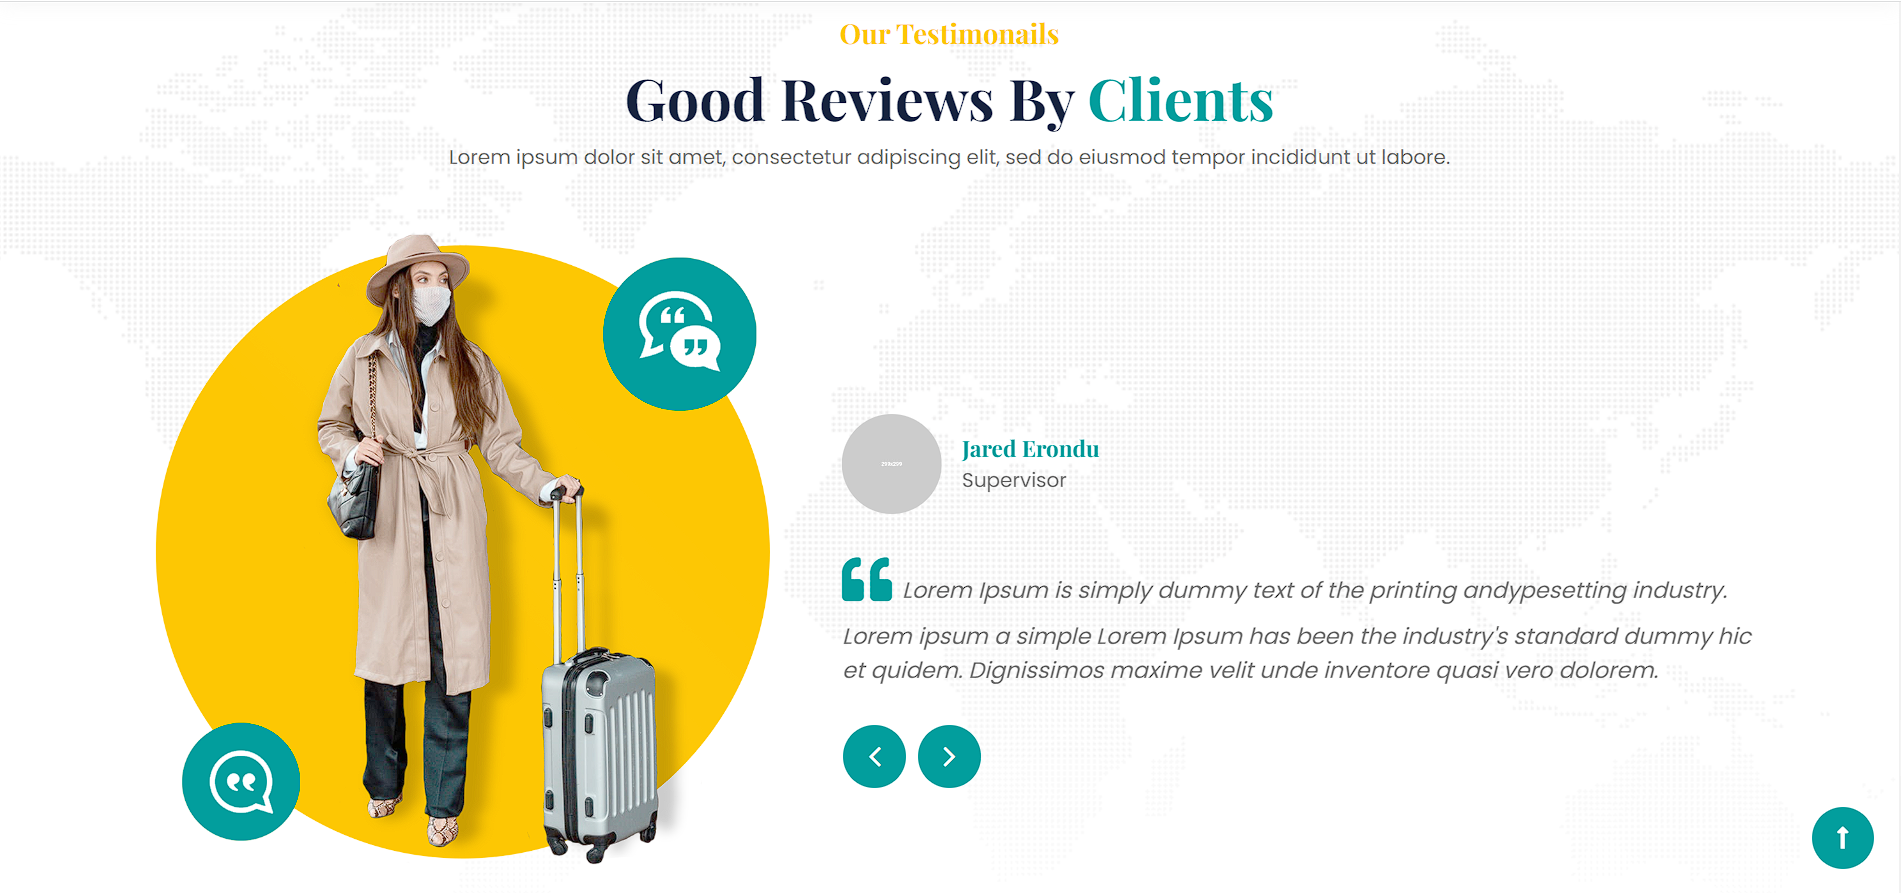 Our Testimonails
Good Reviews By Clients
Lorem ipsum dolor sit amet, consectetur adipiscing elit, sed do eiusmod tempor incididunt ut labore.
Jared Erondu
Supervisor
Lorem Ipsum is simply dummy text of the printing andypesetting industry.
Lorem ipsum a simple Lorem Ipsum has been the industry's standard dummy hic
et quidem. Dignissimos maxime velit unde inventore quasi vero dolorem.